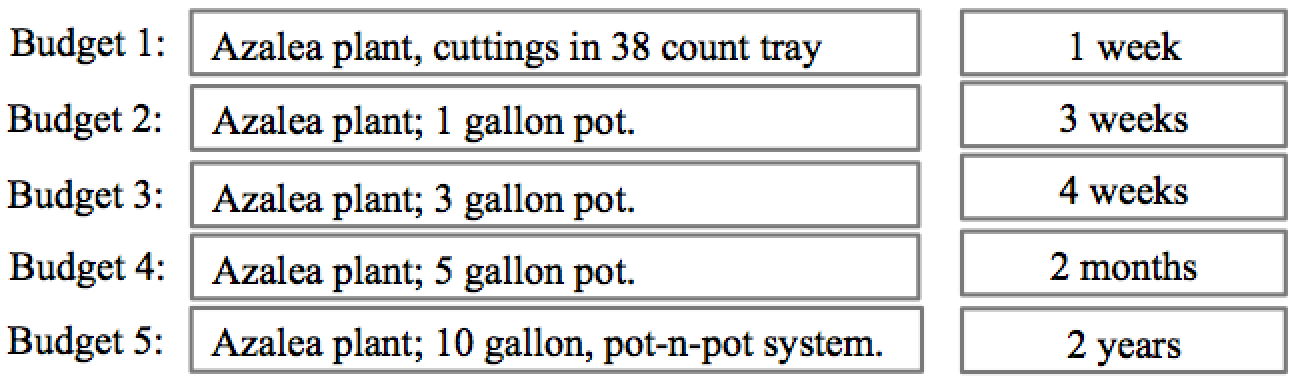 Budget 1: Azalea plant, cuttings in 38 count tray 1 week
Budget 2: Azalea plant; 1 gallon pot. 3 weeks
Budget 3: Azalea plant; 3 gallon pot. 4 weeks
Budget 4: Azalea plant; 5 gallon pot. 2 months
Budget 5: Azalea plant; 10 gallon, pot-n-pot system. 2 years